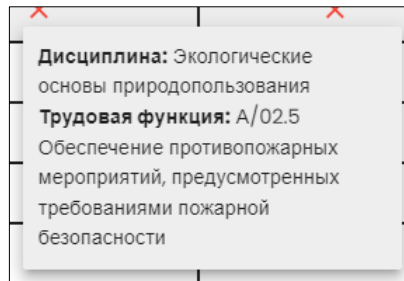 Дисциплина: Экологические
основы природопользования
Трудовая функция: A/02.5
Обеспечение противопожарных
мероприятий, предусмотренных
требованиями пожарной
безопасности